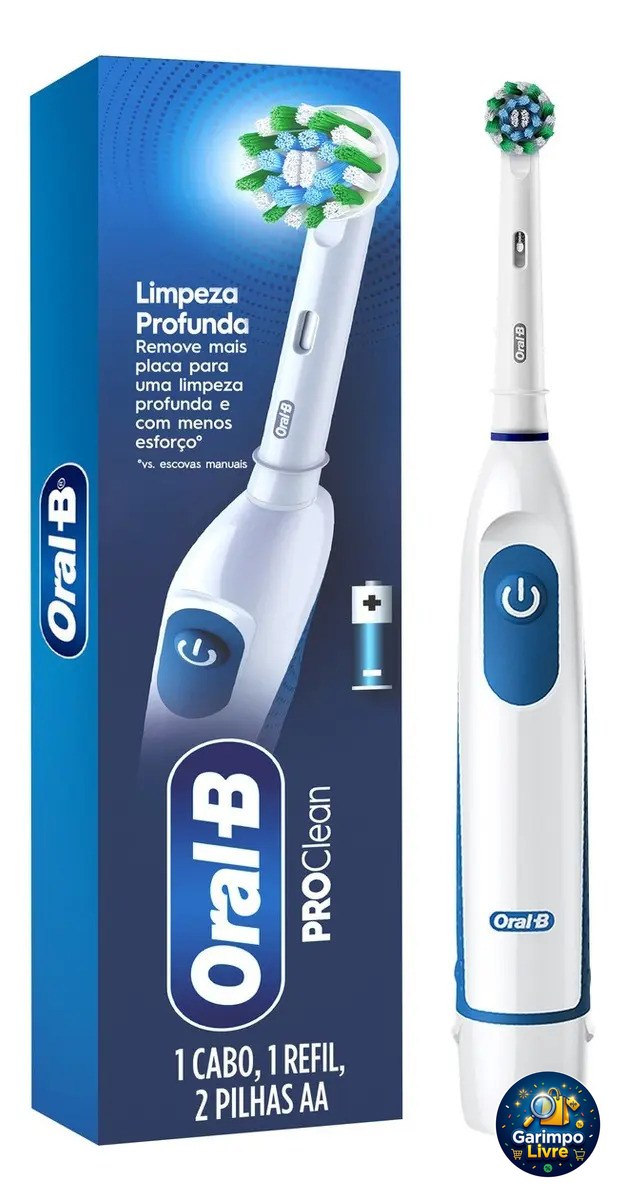 Limpeza
Profunda
Remove mais
placa para
uma limpeza
profunda e
com menos
esforço°
°vs. escovas manuais
Oral-B
Oral-B®
Oral-B
PROClean
1 CABO, 1 REFIL,
2 PILHAS AA
Oral-B
Oral-B
Garimpo
Livre